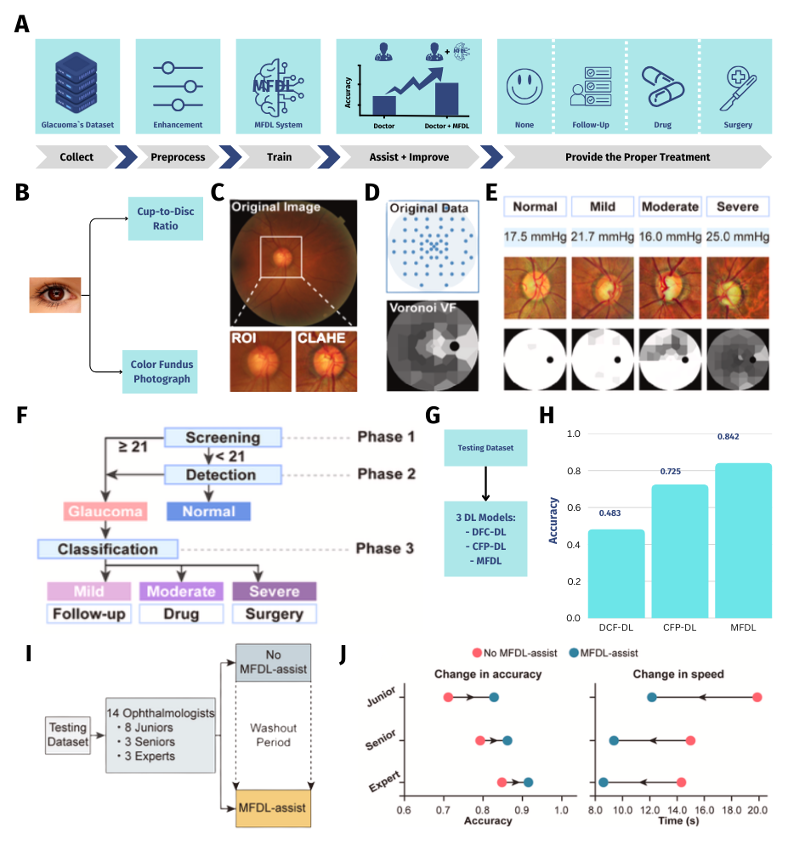 A
Glacuoma`s Dataset
Enhancement
MFDL
MFDL System
Accuracy
+
MFDL
Doctor
Doctor + MFDL
None
Follow-Up
Drug
Surgery
Collect
Preprocess
Train
Assist + Improve
Provide the Proper Treatment
B
Cup-to-Disc
Ratio
Color Fundus
Photograph
C
Original Image
ROI
CLAHE
D
Original Data
Voronoi VF
E
Normal
Mild
Moderate
Severe
17.5 mmHg
21.7 mmHg
16.0 mmHg
25.0 mmHg
F
Screening
Phase 1
≥ 21
< 21
Detection
Phase 2
Glaucoma
Normal
Classification
Phase 3
Mild
Moderate
Severe
Follow-up
Drug
Surgery
G
Testing Dataset
3 DL Models:
- DFC-DL
- CFP-DL
- MFDL
H
Accuracy
1.0
0.8
0.6
0.4
0.2
0.0
0.483
0.725
0.842
DCF-DL
CFP-DL
MFDL
I
Testing
Dataset
14 Ophthalmologists
• 8 Juniors
• 3 Seniors
• 3 Experts
No
MFDL-assist
Washout
Period
MFDL-assist
J
No MFDL-assist
MFDL-assist
Change in accuracy
Change in speed
Junior
Senior
Expert
0.6
0.7
0.8
0.9
1.0
Accuracy
8.0
10.0
12.0
14.0
16.0
18.0
20.0
Time (s)